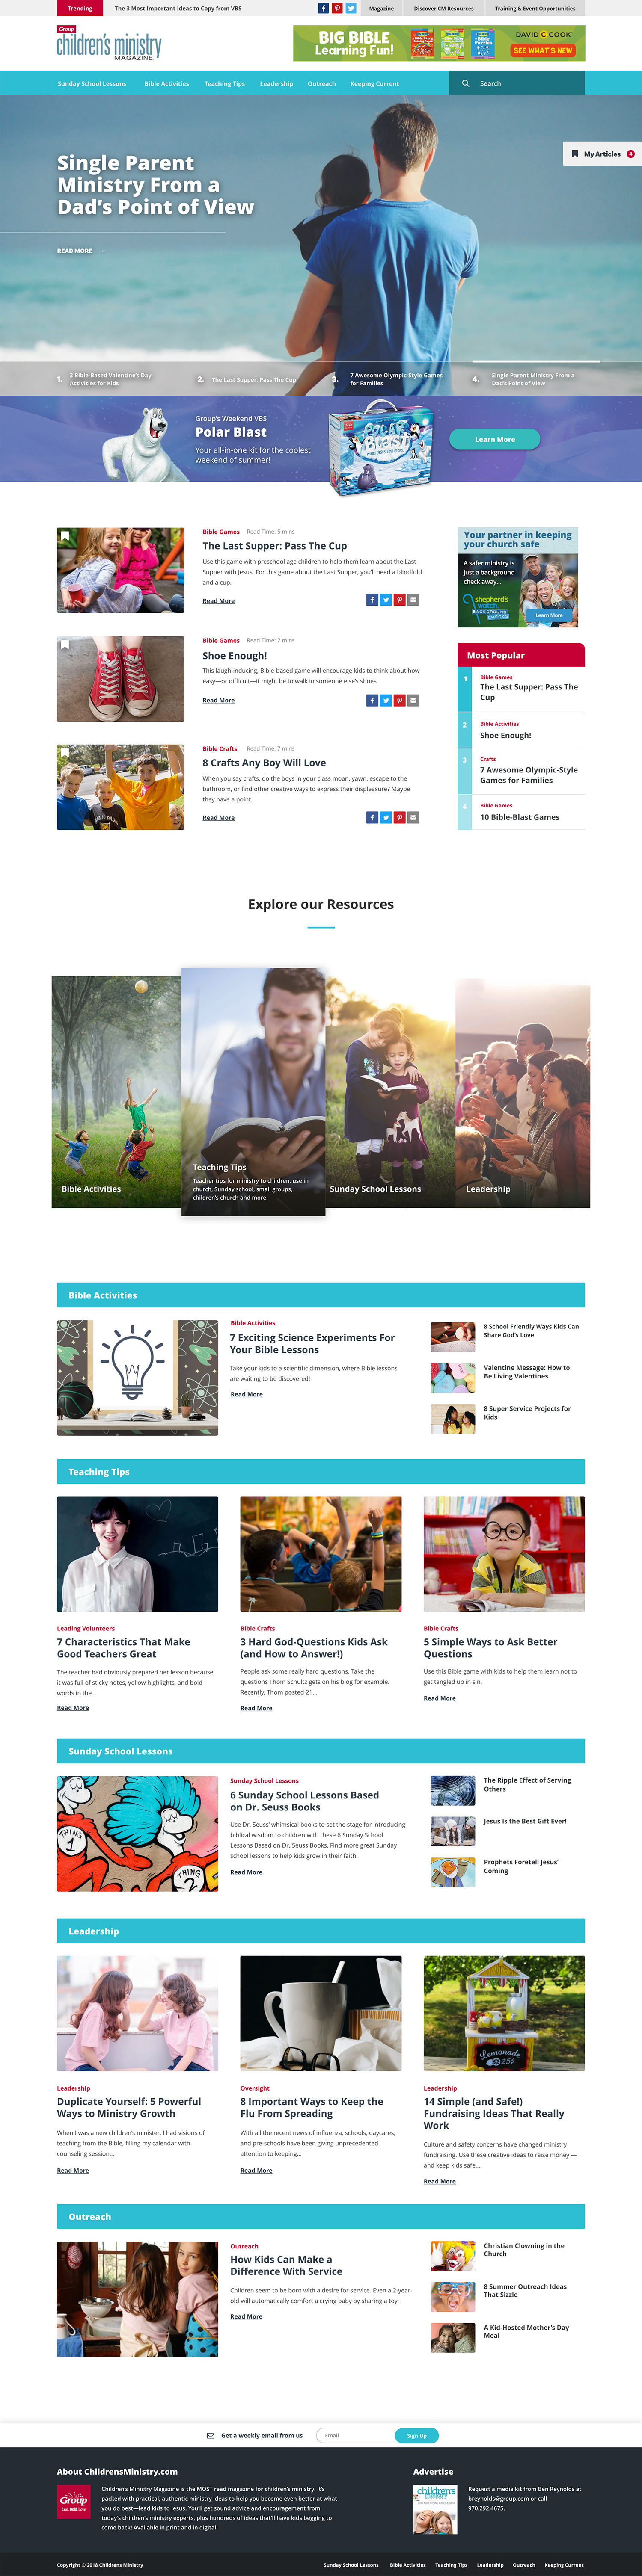 Trending
The 3 Most Important Ideas to Copy from VBS
Magazine
Discover CM Resources
Training & Event Opportunities
Group
children's ministry
MAGAZINE.
BIG BIBLE
Learning Fun!
DAVID C COOK
SEE WHAT'S NEW
Sunday School Lessons
Bible Activities
Teaching Tips
Leadership
Outreach
Keeping Current
Search
My Articles 4
Single Parent
Ministry From a
Dad's Point of View
READ MORE
1. 3 Bible-Based Valentine's Day
Activities for Kids
2. The Last Supper: Pass The Cup
3. 7 Awesome Olympic-Style Games
for Families
4. Single Parent Ministry From a
Dad's Point of View
Group's Weekend VBS
Polar Blast
Your all-in-one kit for the coolest
weekend of summer!
POLAR
BLAST
Learn More
Bible Games Read Time: 5 mins
The Last Supper: Pass The Cup
Use this game with preschool age children to help them learn about the Last
Supper with Jesus. For this game about the Last Supper, you'll need a blindfold
and a cup.
Read More
Bible Games Read Time: 2 mins
Shoe Enough!
This laugh-inducing, Bible-based game will encourage kids to think about how
easy—or difficult—it might be to walk in someone else's shoes
Read More
Bible Crafts Read Time: 7 mins
8 Crafts Any Boy Will Love
When you say crafts, do the boys in your class moan, yawn, escape to the
bathroom, or find other creative ways to express their displeasure? Maybe
they have a point.
Read More
Your partner in keeping
your church safe
A safer ministry is
just a background
check away...
shepherd's
watch
BACKGROUND
CHECKS
Learn More
Most Popular
1 Bible Games
The Last Supper: Pass The
Cup
2 Bible Activities
Shoe Enough!
3 Crafts
7 Awesome Olympic-Style
Games for Families
4 Bible Games
10 Bible-Blast Games
Explore our Resources
Bible Activities
Teaching Tips
Teacher tips for ministry to children, use in
church, Sunday school, small groups,
children's church and more.
Sunday School Lessons
Leadership
Bible Activities
Bible Activities
7 Exciting Science Experiments For
Your Bible Lessons
Take your kids to a scientific dimension, where Bible lessons
are waiting to be discovered!
Read More
8 School Friendly Ways Kids Can
Share God's Love
Valentine Message: How to
Be Living Valentines
8 Super Service Projects for
Kids
Teaching Tips
Leading Volunteers
7 Characteristics That Make
Good Teachers Great
The teacher had obviously prepared her lesson because
it was full of sticky notes, yellow highlights, and bold
words in the...
Read More
Bible Crafts
3 Hard God-Questions Kids Ask
(and How to Answer!)
People ask some really hard questions. Take the
questions Thom Schultz gets on his blog for example.
Recently, Thom posted 21...
Read More
Bible Crafts
5 Simple Ways to Ask Better
Questions
Use this Bible game with kids to help them learn not to
get tangled up in sin.
Read More
Sunday School Lessons
THING
1
THING
2
Sunday School Lessons
6 Sunday School Lessons Based
on Dr. Seuss Books
Use Dr. Seuss' whimsical books to set the stage for introducing
biblical wisdom to children with these 6 Sunday School
Lessons Based on Dr. Seuss Books. Find more great Sunday
school lessons to help kids grow in their faith.
Read More
The Ripple Effect of Serving
Others
Jesus Is the Best Gift Ever!
Prophets Foretell Jesus'
Coming
Leadership
Leadership
Duplicate Yourself: 5 Powerful
Ways to Ministry Growth
When I was a new children's minister, I had visions of
teaching from the Bible, filling my calendar with
counseling session...
Read More
Oversight
8 Important Ways to Keep the
Flu From Spreading
With all the recent news of influenza, schools, daycares,
and pre-schools have been giving unprecedented
attention to keeping...
Read More
Lemonade
25¢
Leadership
14 Simple (and Safe!)
Fundraising Ideas That Really
Work
Culture and safety concerns have changed ministry
fundraising. Use these creative ideas to raise money —
and keep kids safe....
Read More
Outreach
Outreach
How Kids Can Make a
Difference With Service
Children seem to be born with a desire for service. Even a 2-year-
old will automatically comfort a crying baby by sharing a toy.
Read More
Christian Clowning in the
Church
8 Summer Outreach Ideas
That Sizzle
A Kid-Hosted Mother's Day
Meal
Get a weekly email from us
Email
Sign Up
About ChildrensMinistry.com
Group
Children's Ministry Magazine is the MOST read magazine for children's ministry. It's
packed with practical, authentic ministry ideas to help you become even better at what
you do best—lead kids to Jesus. You'll get sound advice and encouragement from
today's children's ministry experts, plus hundreds of ideas that'll have kids begging to
come back! Available in print and in digital!
Advertise
children's
ministry
Request a media kit from Ben Reynolds at
breynolds@group.com or call
970.292.4675.
Copyright © 2018 Childrens Ministry
Sunday School Lessons
Bible Activities
Teaching Tips
Leadership
Outreach
Keeping Current